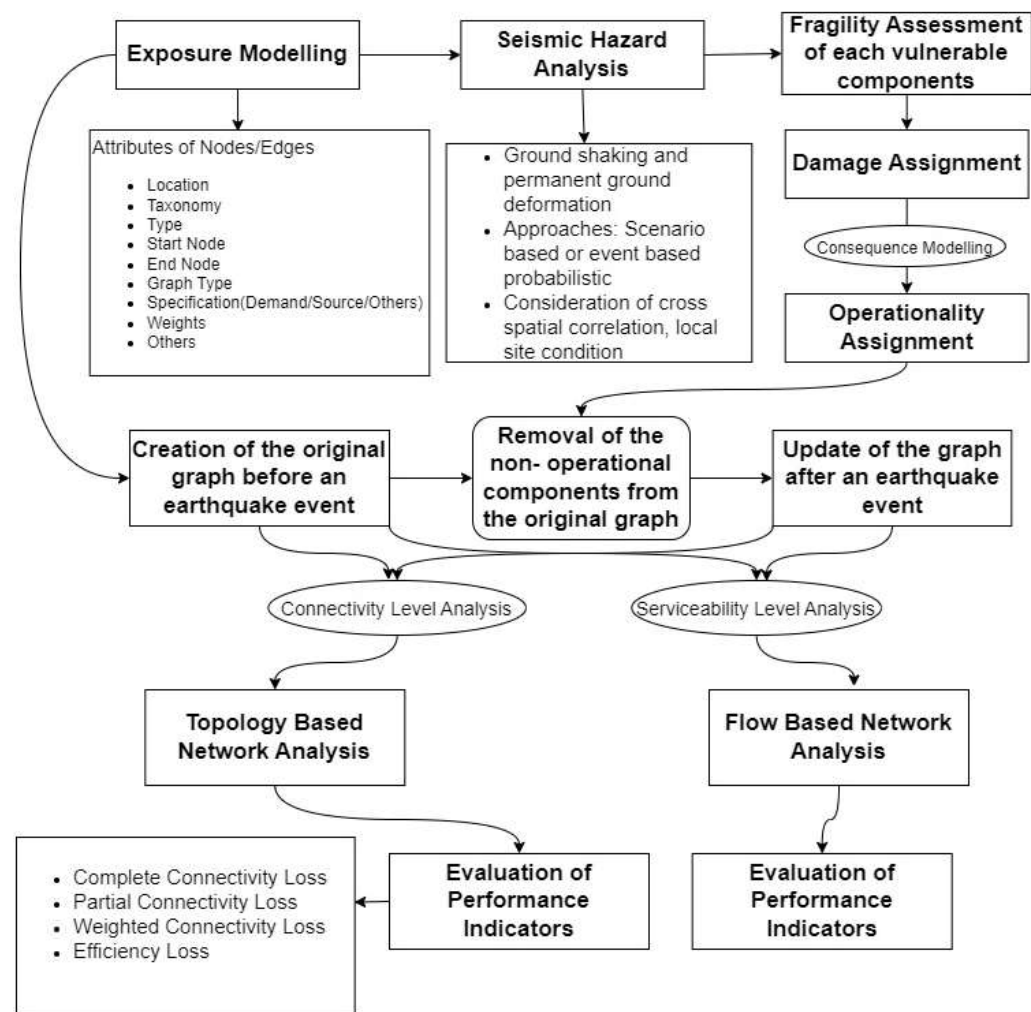 Exposure Modelling
Seismic Hazard
Analysis
Fragility Assessment
of each vulnerable
components
Attributes of Nodes/Edges
• Location
• Taxonomy
• Type
• Start Node
• End Node
• Graph Type
• Specification(Demand/Source/Others)
• Weights
• Others
• Ground shaking and
permanent ground
deformation
• Approaches: Scenario
based or event based
probabilistic
• Consideration of cross
spatial correlation, local
site condition
Damage Assignment
Consequence Modelling
Operationality
Assignment
Creation of the original
graph before an
earthquake event
Removal of the
non- operational
components from
the original graph
Update of the graph
after an earthquake
event
Connectivity Level Analysis
Serviceability Level Analysis
Topology Based
Network Analysis
Flow Based Network
Analysis
• Complete Connectivity Loss
• Partial Connectivity Loss
• Weighted Connectivity Loss
• Efficiency Loss
Evaluation of
Performance
Indicators
Evaluation of
Performance
Indicators